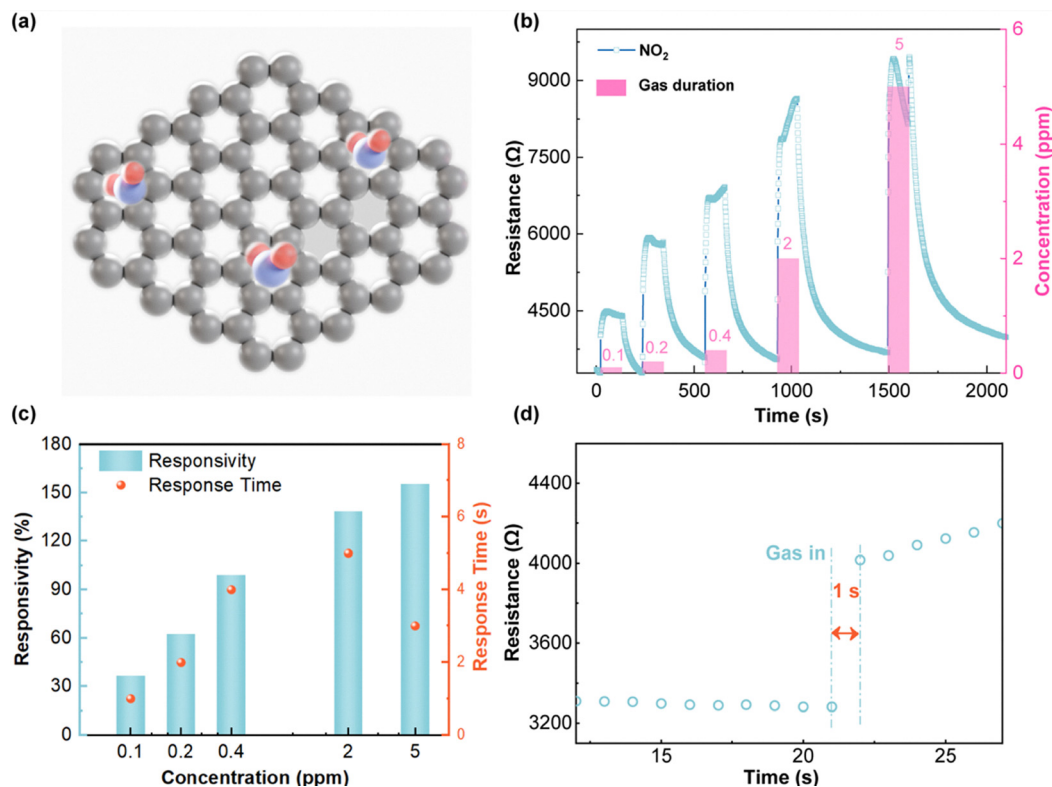 (a)
(b)
NO₂
Gas duration
0.1
0.2
0.4
2
5
9000
7500
6000
4500
Resistance (Ω)
0
500
1000
1500
2000
Time (s)
6
4
2
0
Concentration (ppm)
(c)
Responsivity
Response Time
180
150
120
90
60
30
0
Responsivity (%)
0.1
0.2
0.4
2
5
Concentration (ppm)
8
6
4
2
0
Response Time (s)
(d)
Gas in
1 s
4400
4000
3600
3200
Resistance (Ω)
15
20
25
Time (s)